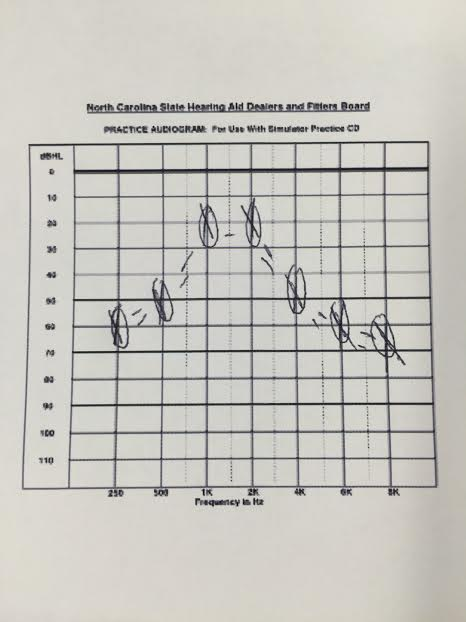 North Carolina State Hearing Aid Dealers and Fitters Board
PRACTICE AUDIOGRAM: For Use With Simulator Practice CD
dBHL
0
10
20
30
40
50
60
70
80
90
100
110
250 500 1K 2K 4K 6K 8K
Frequency in Hz